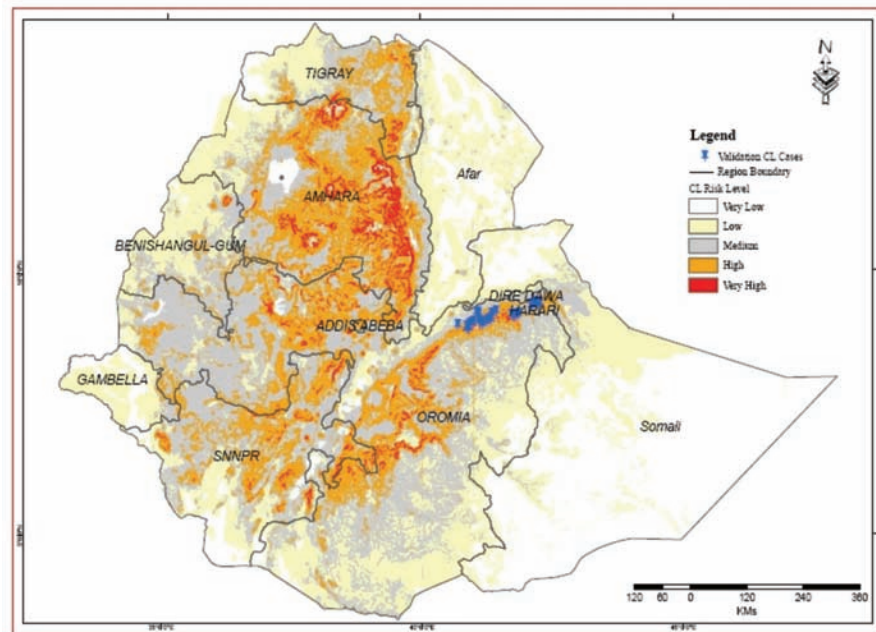 N
TIGRAY
Afar
AMHARA
BENISHANGUL-GUM
DIRE DAWA
HARARI
ADDIS ABEBA
GAMBELLA
OROMIA
SNNPR
Somali
Legend
Validation CL Cases
Region Boundary
CL Risk Level
Very Low
Low
Medium
High
Very High
120 60 0 120 240 360
KMs